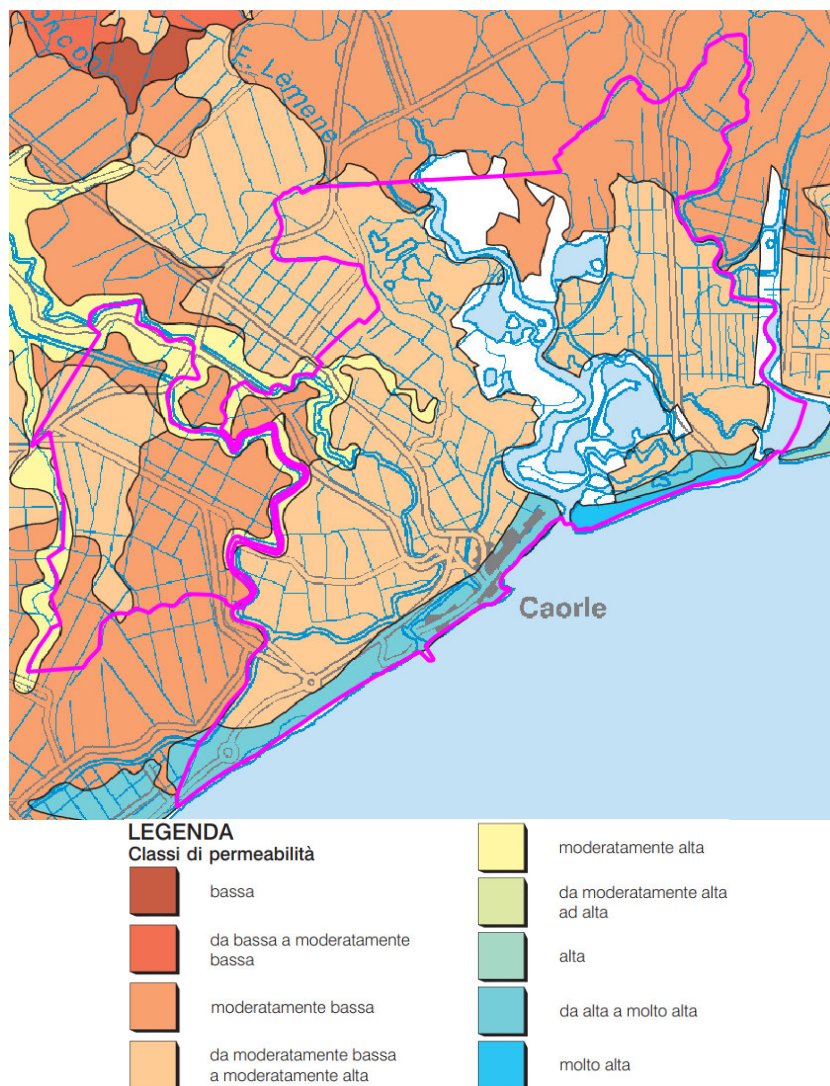 ORCOR
F. Lemene
Caorle
LEGENDA
Classi di permeabilità
bassa
da bassa a moderatamente
bassa
moderatamente bassa
da moderatamente bassa
a moderatamente alta
moderatamente alta
da moderatamente alta
ad alta
alta
da alta a molto alta
molto alta